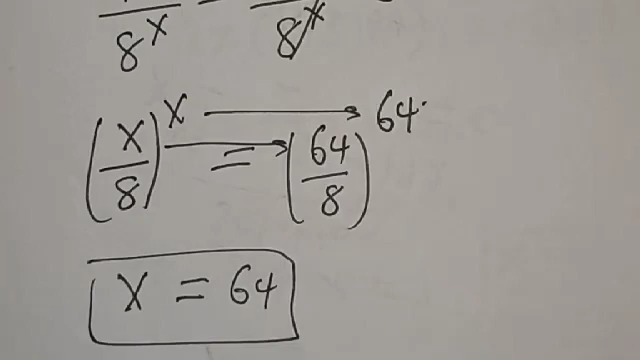 8^x = 8^x
(x/8)^x = (64/8)^64
x = 64